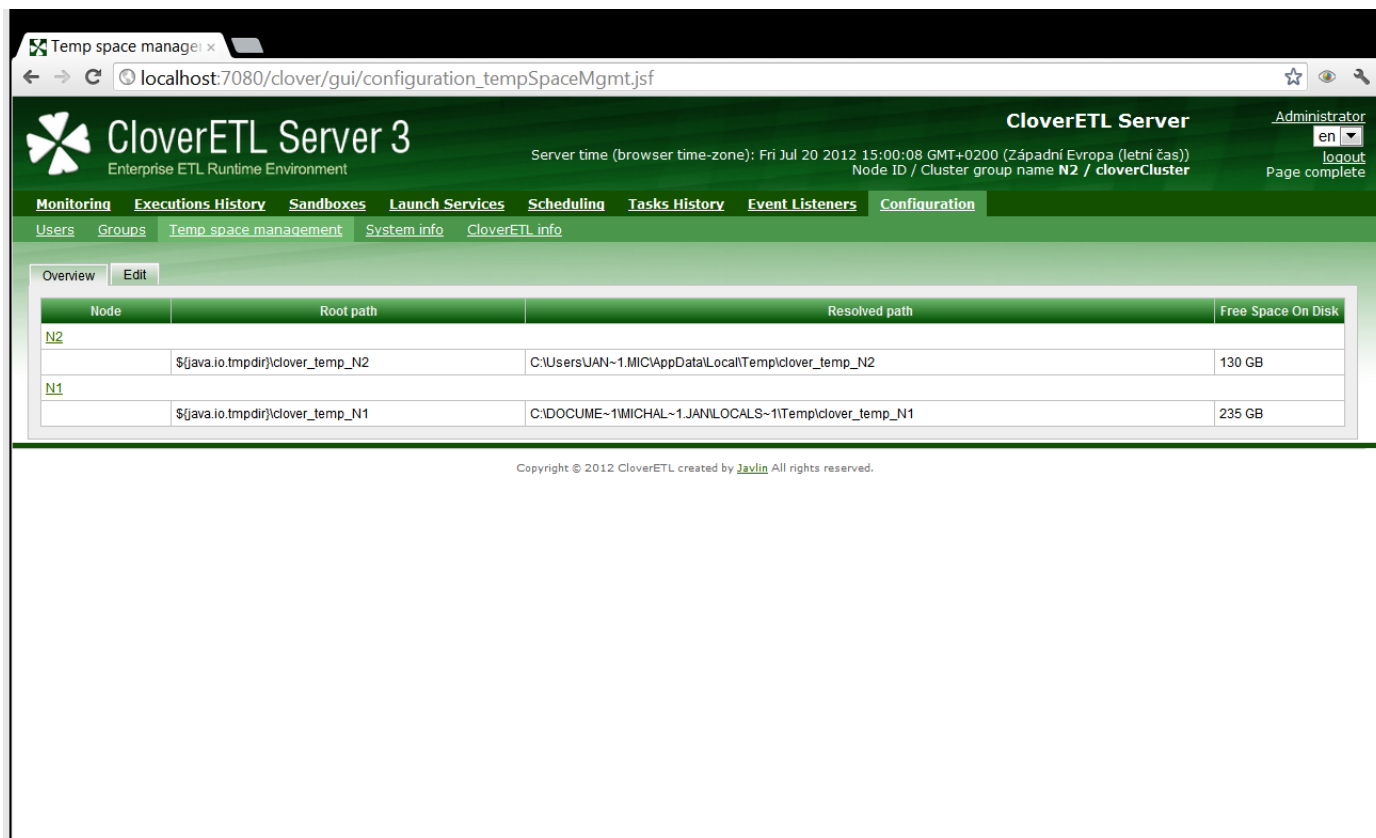 Temp space manager
localhost:7080/clover/gui/configuration_tempSpaceMgmt.jsf
CloverETL Server 3
Enterprise ETL Runtime Environment
CloverETL Server
Server time (browser time-zone): Fri Jul 20 2012 15:00:08 GMT+0200 (Západní Evropa (letní čas))
Node ID / Cluster group name N2 / cloverCluster
Administrator
en
logout
Page complete
Monitoring Executions History Sandboxes Launch Services Scheduling Tasks History Event Listeners Configuration
Users Groups Temp space management System info CloverETL info
Overview Edit
Node Root path Resolved path Free Space On Disk
N2
${java.io.tmpdir}\clover_temp_N2 C:\Users\JAN~1.MIC\AppData\Local\Temp\clover_temp_N2 130 GB
N1
${java.io.tmpdir}\clover_temp_N1 C:\DOCUME~1\MICHAL~1.JAN\LOCALS~1\Temp\clover_temp_N1 235 GB
Copyright © 2012 CloverETL created by Javlin All rights reserved.